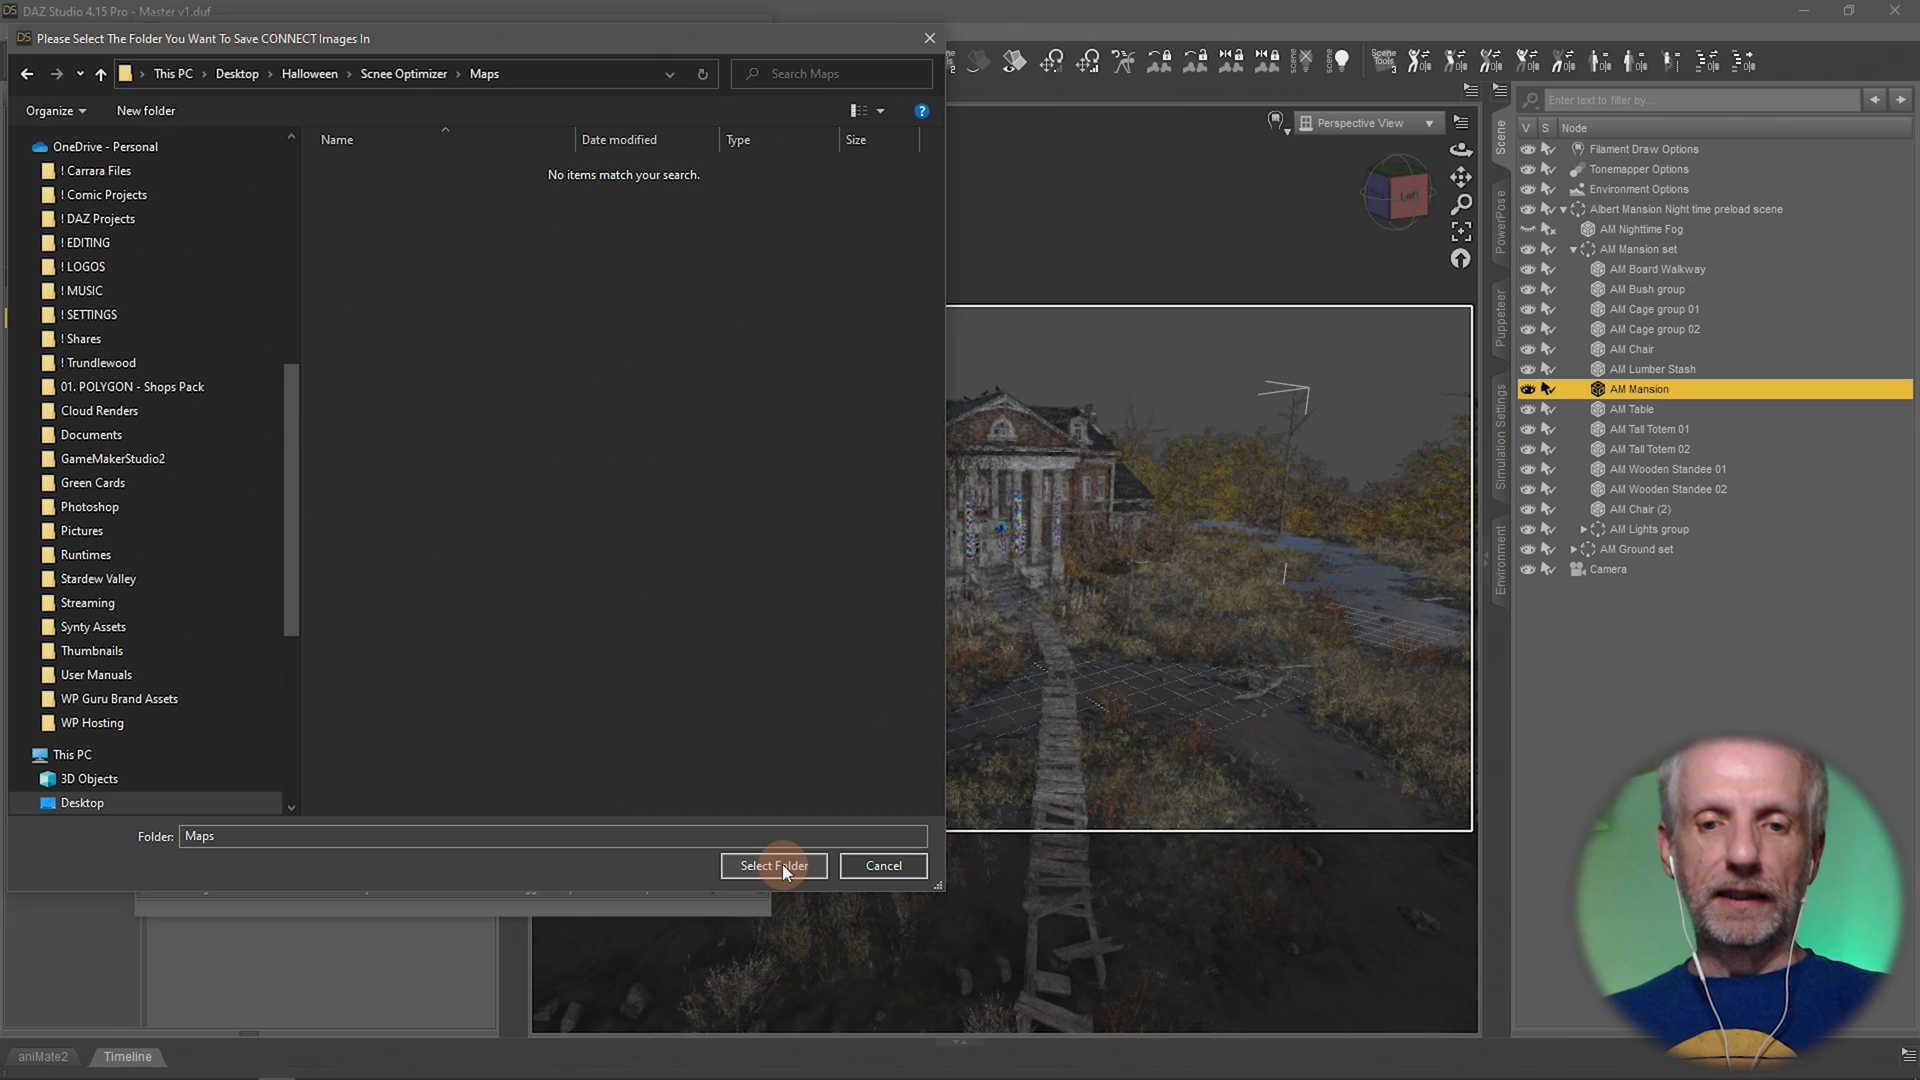 DAZ Studio 4.15 Pro - Master v1.duf
Please Select The Folder You Want To Save CONNECT Images In
This PC > Desktop > Halloween > Scnee Optimizer > Maps
Search Maps
Organize
New folder
Name
Date modified
Type
Size
No items match your search.
OneDrive - Personal
! Carrara Files
! Comic Projects
! DAZ Projects
! EDITING
! LOGOS
! MUSIC
! SETTINGS
! Shares
! Trundlewood
01. POLYGON - Shops Pack
Cloud Renders
Documents
GameMakerStudio2
Green Cards
Photoshop
Pictures
Runtimes
Stardew Valley
Streaming
Synty Assets
Thumbnails
User Manuals
WP Guru Brand Assets
WP Hosting
This PC
3D Objects
Desktop
Folder: Maps
Select Folder
Cancel
Scene Tools 3
Perspective View
Left
Enter text to filter by...
V S Node
Filament Draw Options
Tonemapper Options
Environment Options
Albert Mansion Night time preload scene
AM Nighttime Fog
AM Mansion set
AM Board Walkway
AM Bush group
AM Cage group 01
AM Cage group 02
AM Chair
AM Lumber Stash
AM Mansion
AM Table
AM Tall Totem 01
AM Tall Totem 02
AM Wooden Standee 01
AM Wooden Standee 02
AM Chair (2)
AM Lights group
AM Ground set
Camera
Scene
PowerPose
Puppeteer
Simulation Settings
Environment
aniMate2
Timeline